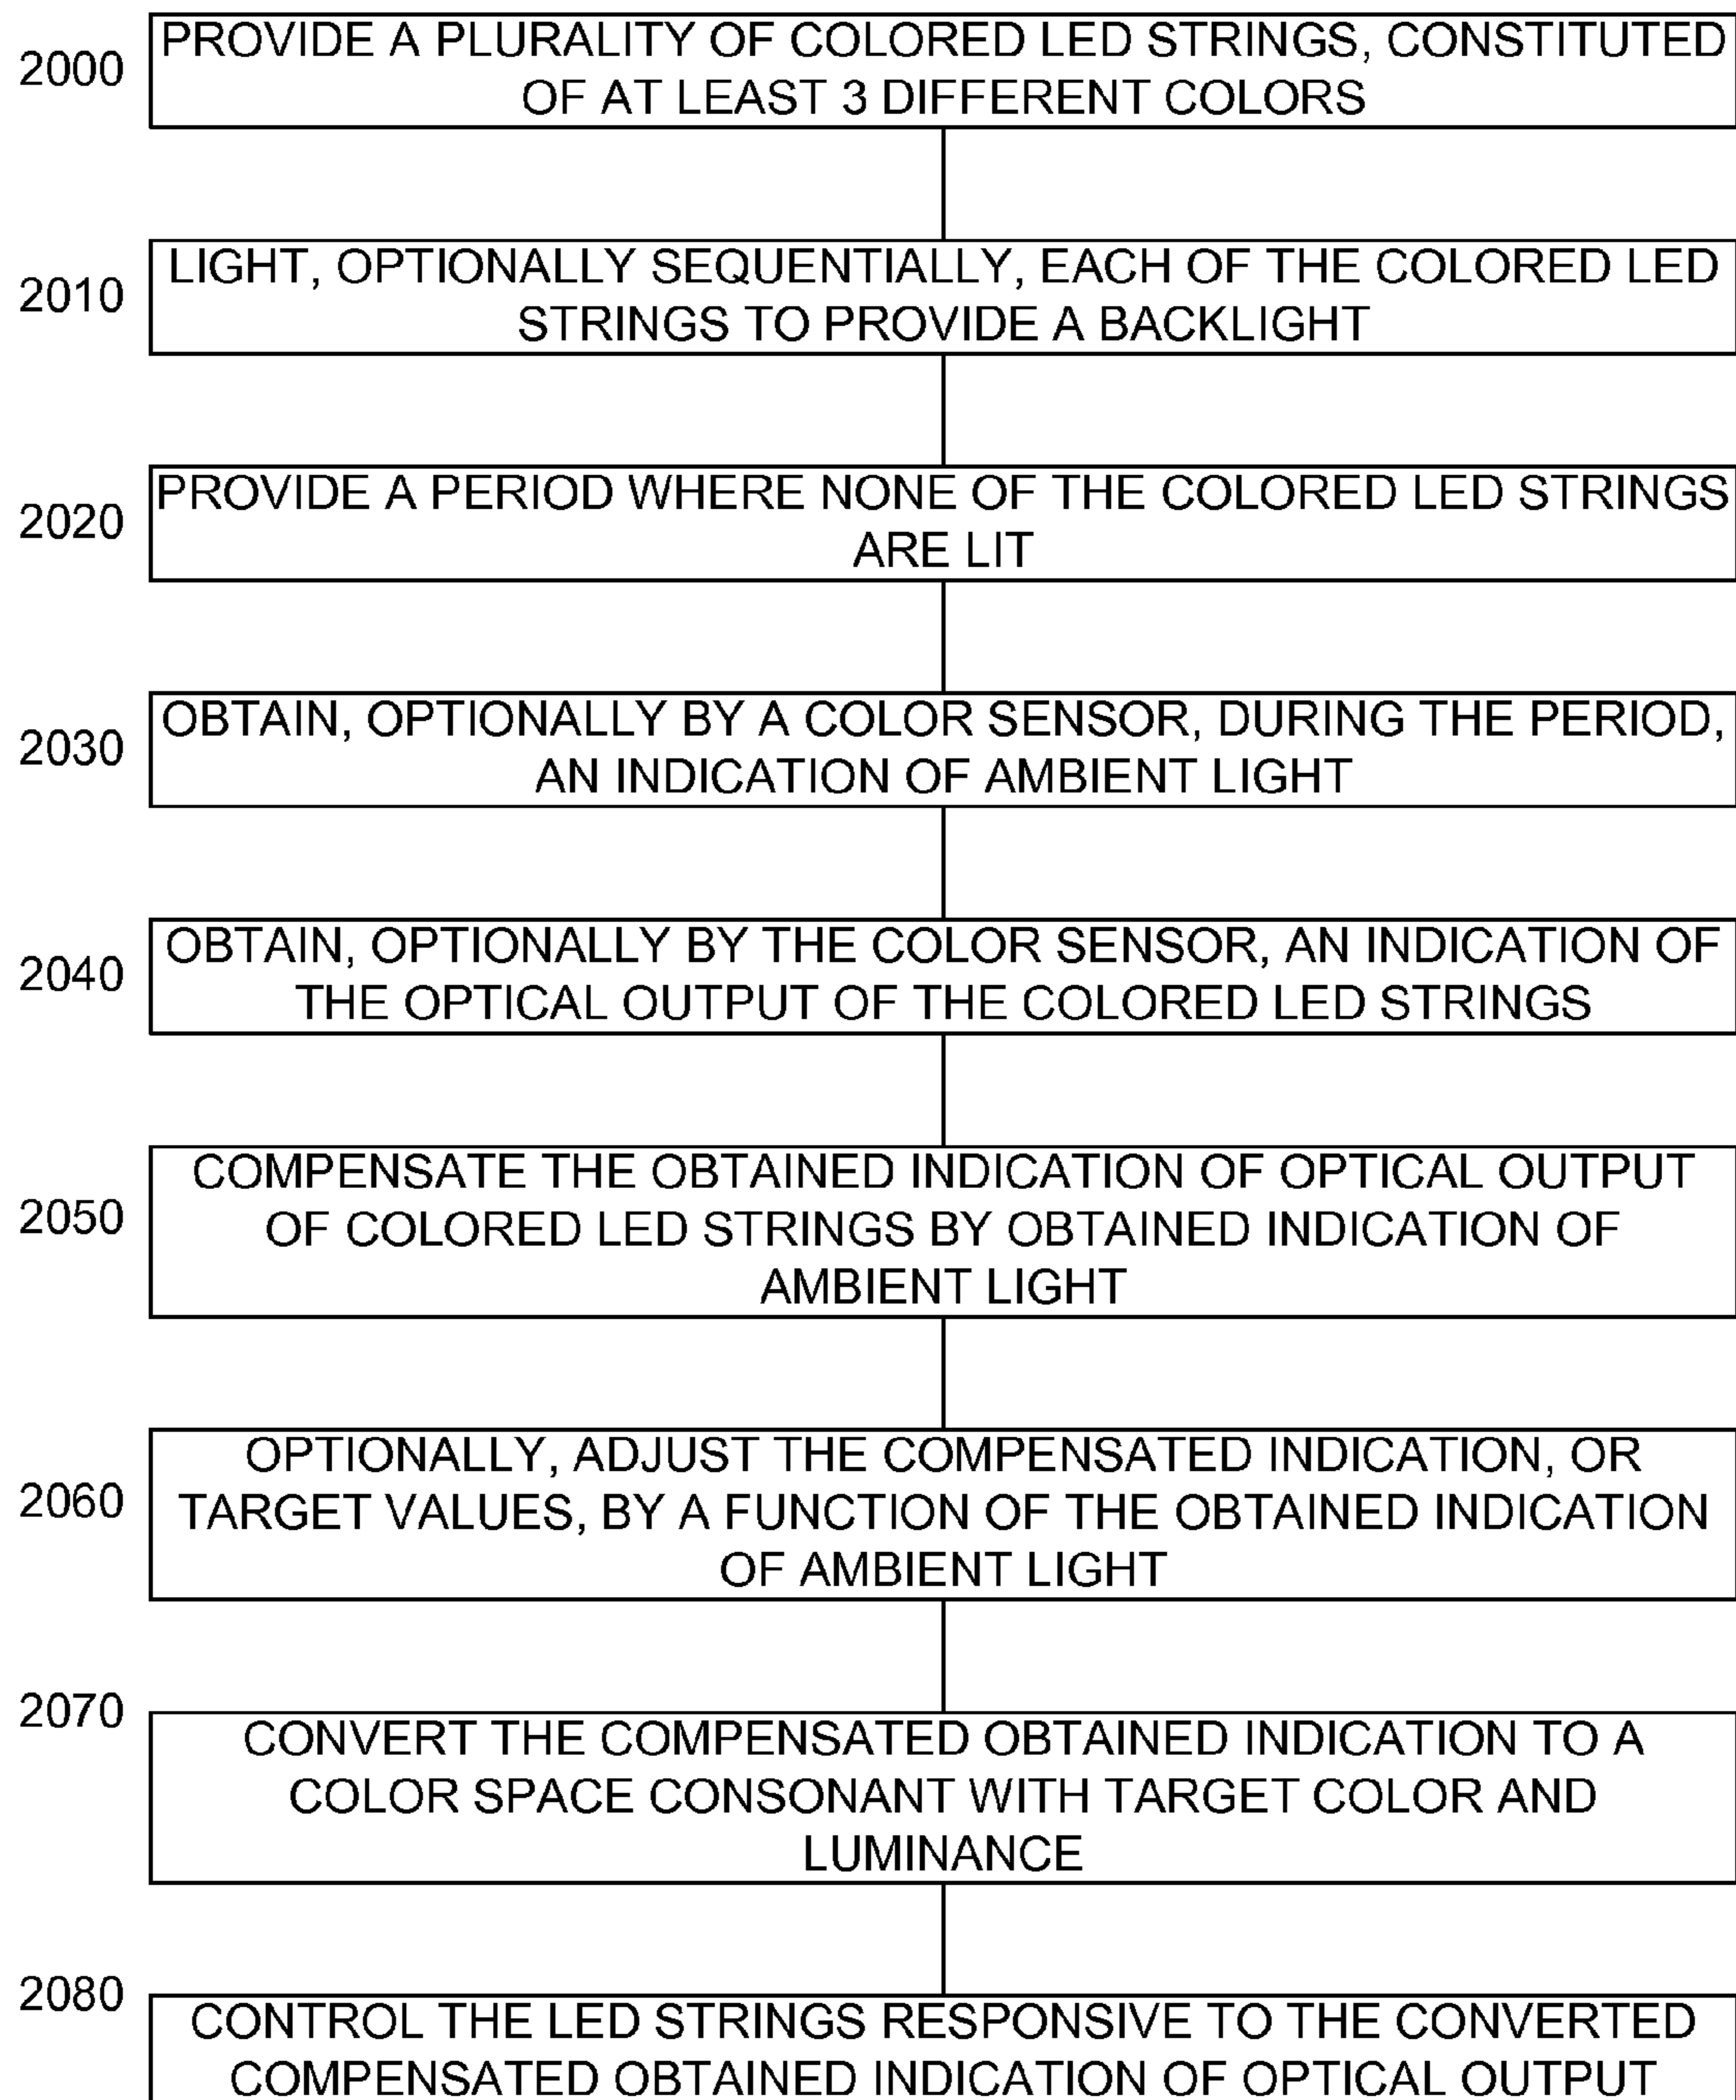 2000
PROVIDE A PLURALITY OF COLORED LED STRINGS, CONSTITUTED
OF AT LEAST 3 DIFFERENT COLORS
2010
LIGHT, OPTIONALLY SEQUENTIALLY, EACH OF THE COLORED LED
STRINGS TO PROVIDE A BACKLIGHT
2020
PROVIDE A PERIOD WHERE NONE OF THE COLORED LED STRINGS
ARE LIT
2030
OBTAIN, OPTIONALLY BY A COLOR SENSOR, DURING THE PERIOD,
AN INDICATION OF AMBIENT LIGHT
2040
OBTAIN, OPTIONALLY BY THE COLOR SENSOR, AN INDICATION OF
THE OPTICAL OUTPUT OF THE COLORED LED STRINGS
2050
COMPENSATE THE OBTAINED INDICATION OF OPTICAL OUTPUT
OF COLORED LED STRINGS BY OBTAINED INDICATION OF
AMBIENT LIGHT
2060
OPTIONALLY, ADJUST THE COMPENSATED INDICATION, OR
TARGET VALUES, BY A FUNCTION OF THE OBTAINED INDICATION
OF AMBIENT LIGHT
2070
CONVERT THE COMPENSATED OBTAINED INDICATION TO A
COLOR SPACE CONSONANT WITH TARGET COLOR AND
LUMINANCE
2080
CONTROL THE LED STRINGS RESPONSIVE TO THE CONVERTED
COMPENSATED OBTAINED INDICATION OF OPTICAL OUTPUT